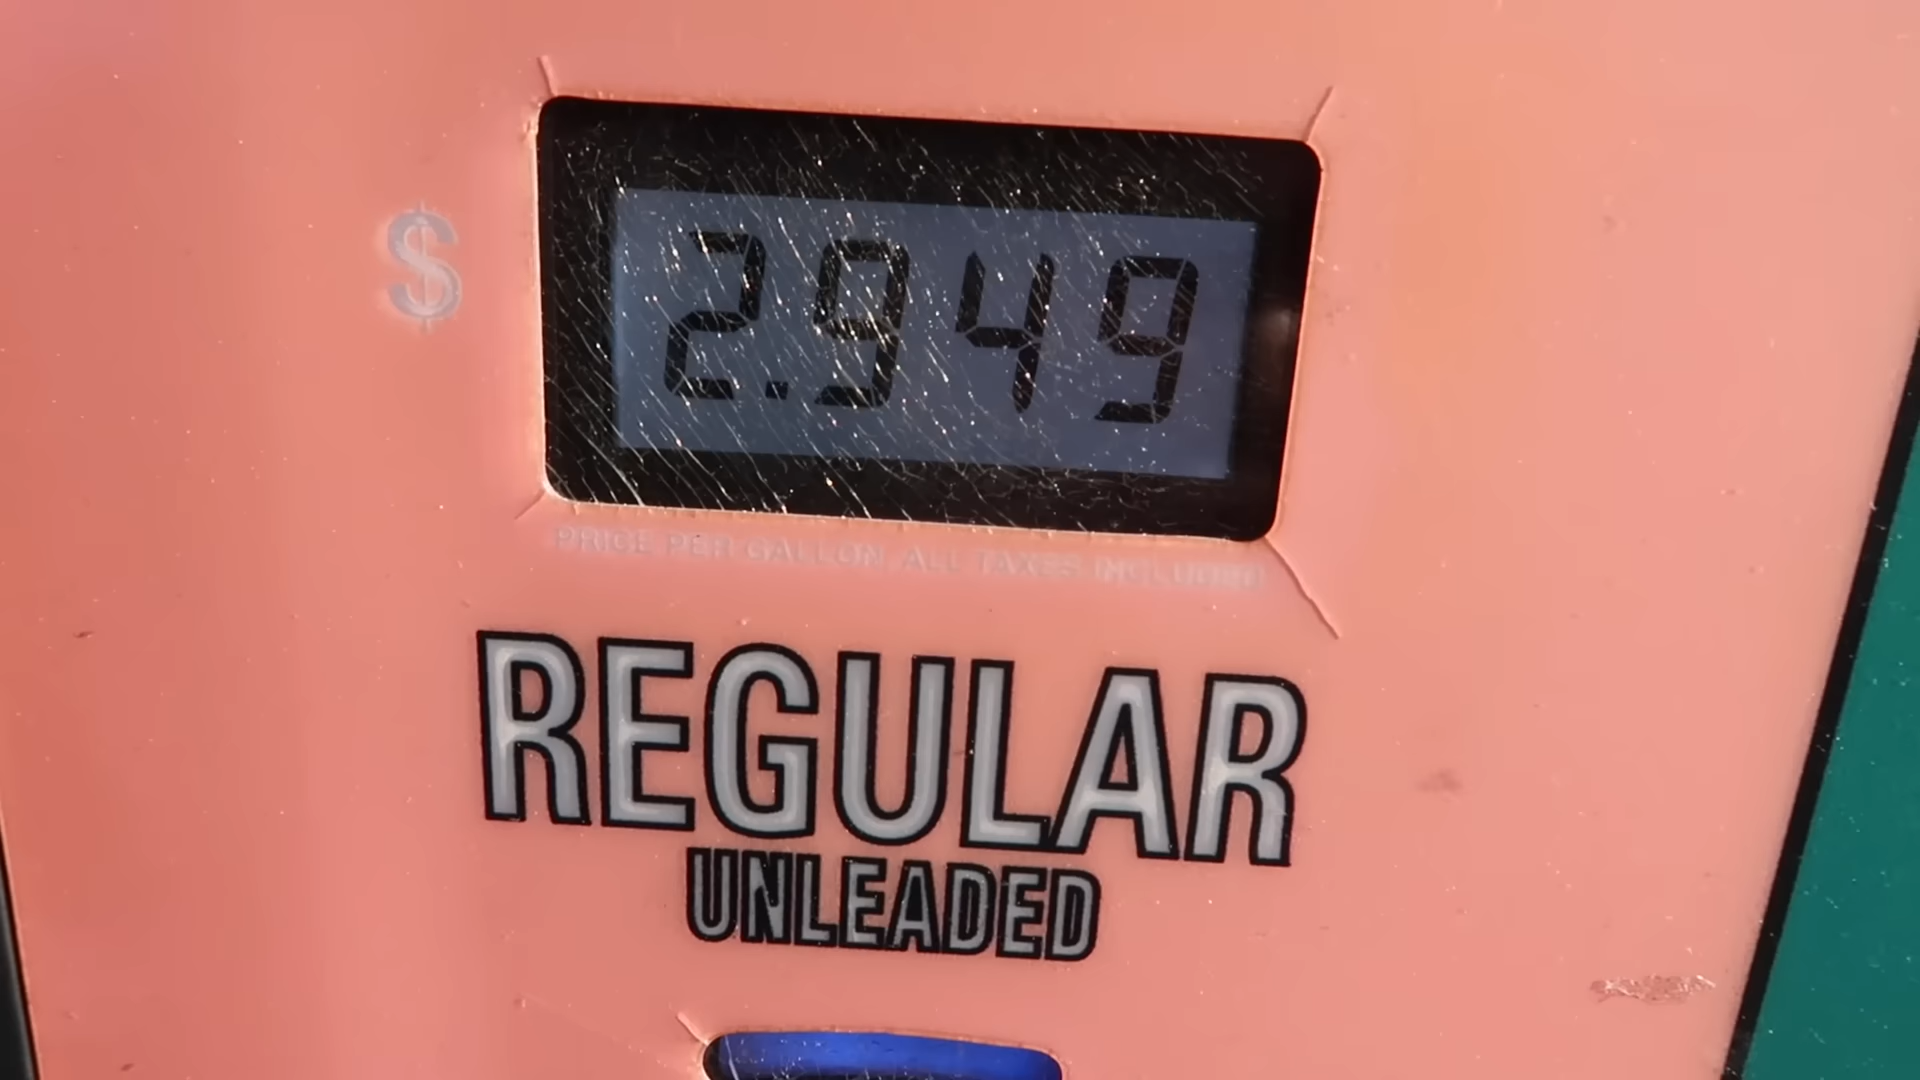 $ 2.949
PRICE PER GALLON, ALL TAXES INCLUDED
REGULAR
UNLEADED